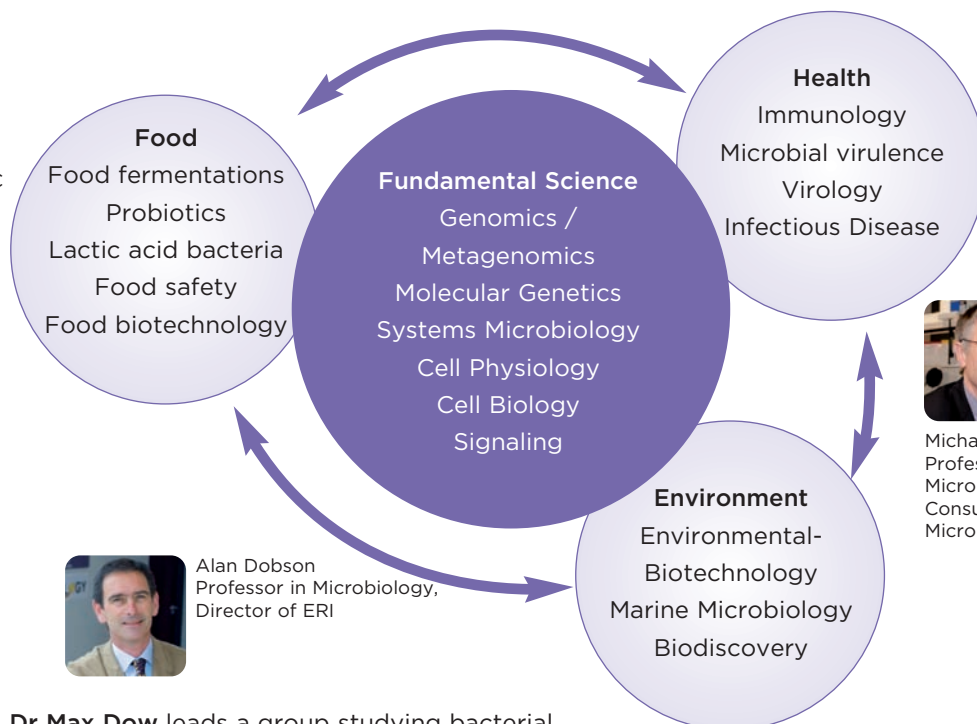 Food
Food fermentations
Probiotics
Lactic acid bacteria
Food safety
Food biotechnology
Fundamental Science
Genomics /
Metagenomics
Molecular Genetics
Systems Microbiology
Cell Physiology
Cell Biology
Signaling
Health
Immunology
Microbial virulence
Virology
Infectious Disease
Environment
Environmental-
Biotechnology
Marine Microbiology
Biodiscovery
Alan Dobson
Professor in Microbiology,
Director of ERI
Dr Max Dow leads a group studying bacterial